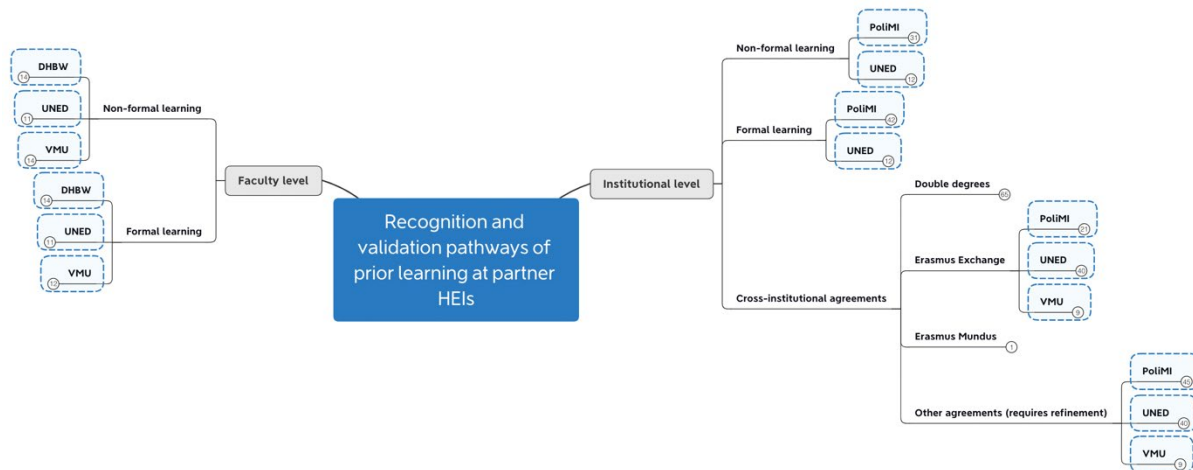 Recognition and
validation pathways of
prior learning at partner
HEIs
Faculty level
Non-formal learning
DHBW
14
UNED
11
VMU
14
Formal learning
DHBW
14
UNED
11
VMU
12
Institutional level
Non-formal learning
PoliMI
31
UNED
12
Formal learning
PoliMI
42
UNED
12
Cross-institutional agreements
Double degrees
65
Erasmus Exchange
PoliMI
21
UNED
40
VMU
9
Erasmus Mundus
1
Other agreements (requires refinement)
PoliMI
45
UNED
40
VMU
9